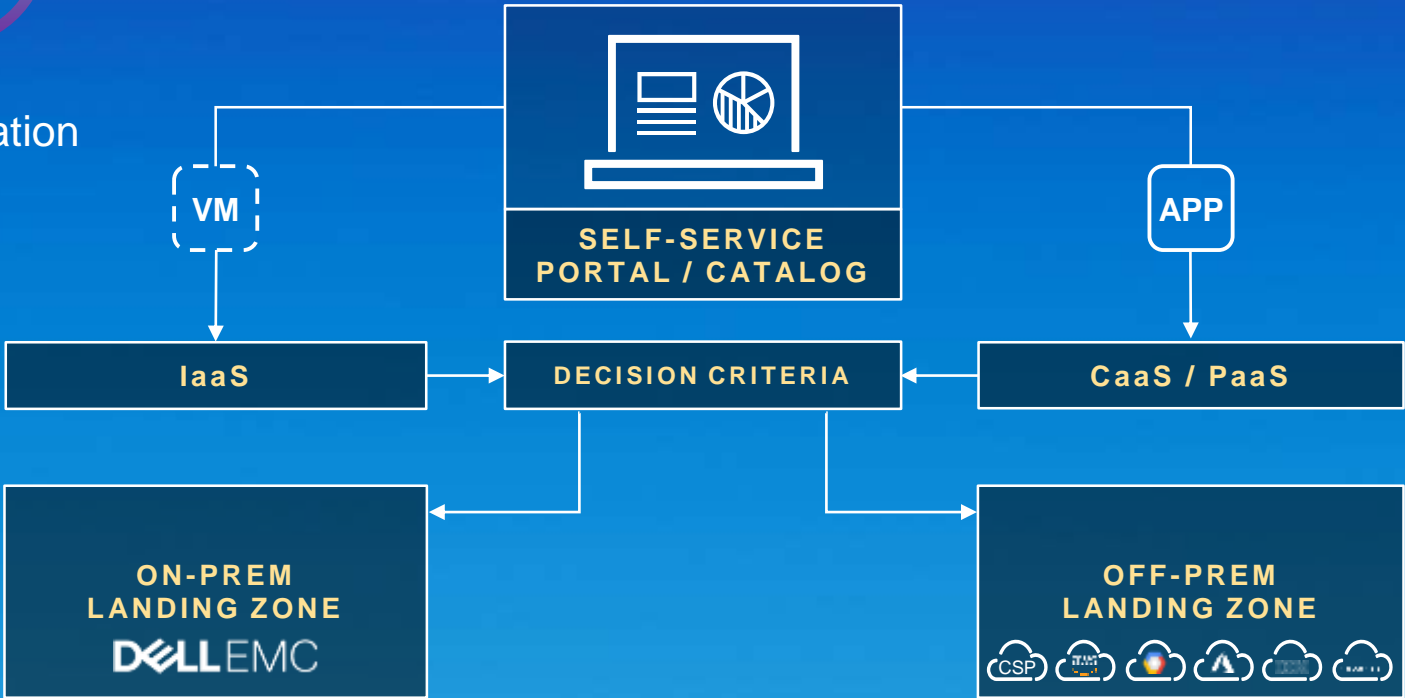 ation
VM
APP
SELF-SERVICE
PORTAL / CATALOG
IaaS
DECISION CRITERIA
CaaS / PaaS
ON-PREM
LANDING ZONE
DELLEMC
OFF-PREM
LANDING ZONE
CSP